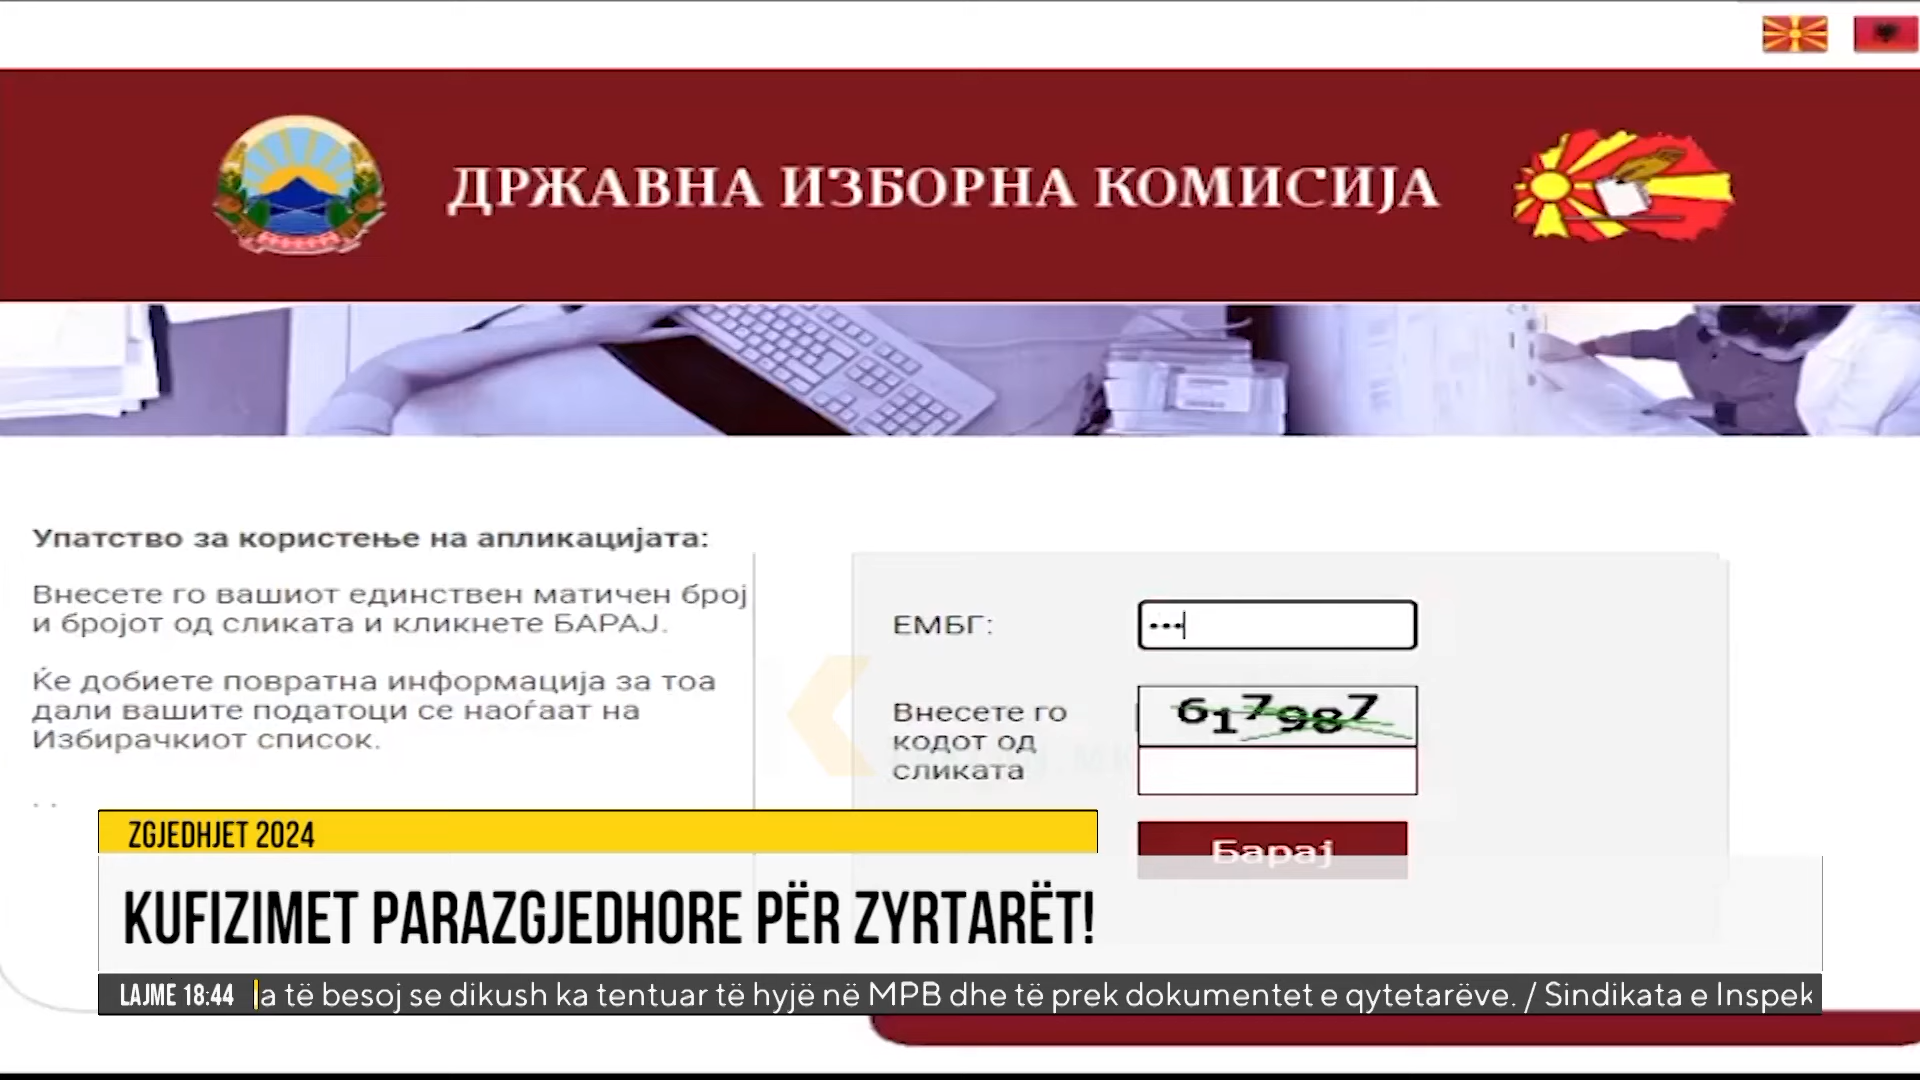 ДРЖАВНА ИЗБОРНА КОМИСИЈА
Упатство за користење на апликацијата:
Внесете го вашиот единствен матичен број
и бројот од сликата и кликнете БАРАЈ.
Ќе добиете повратна информација за тоа
дали вашите податоци се наоѓаат на
Избирачкиот список.
ЕМБГ:
617987
Внесете го
кодот од
сликата
Барај
ZGJEDHJET 2024
KUFIZIMET PARAZGJEDHORE PËR ZYRTARËT!
LAJME 18:44 a të besoj se dikush ka tentuar të hyjë në MPB dhe të prek dokumentet e qytetarëve. / Sindikata e Inspek